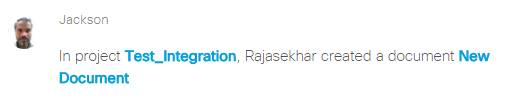 Jackson
In project Test_Integration, Rajasekhar created a document New
Document